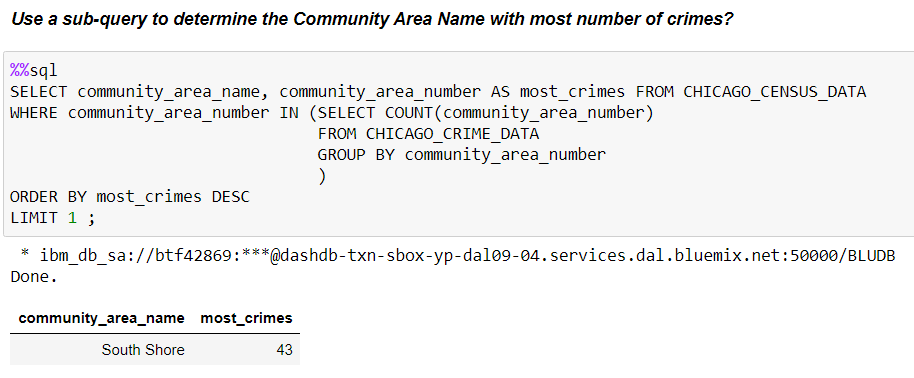 Use a sub-query to determine the Community Area Name with most number of crimes?
%%sql
SELECT community_area_name, community_area_number AS most_crimes FROM CHICAGO_CENSUS_DATA
WHERE community_area_number IN (SELECT COUNT(community_area_number)
FROM CHICAGO_CRIME_DATA
GROUP BY community_area_number
)
ORDER BY most_crimes DESC
LIMIT 1 ;
* ibm_db_sa://btf42869:***@dashdb-txn-sbox-yp-dal09-04.services.dal.bluemix.net:50000/BLUDB
Done.
community_area_name most_crimes
South Shore 43